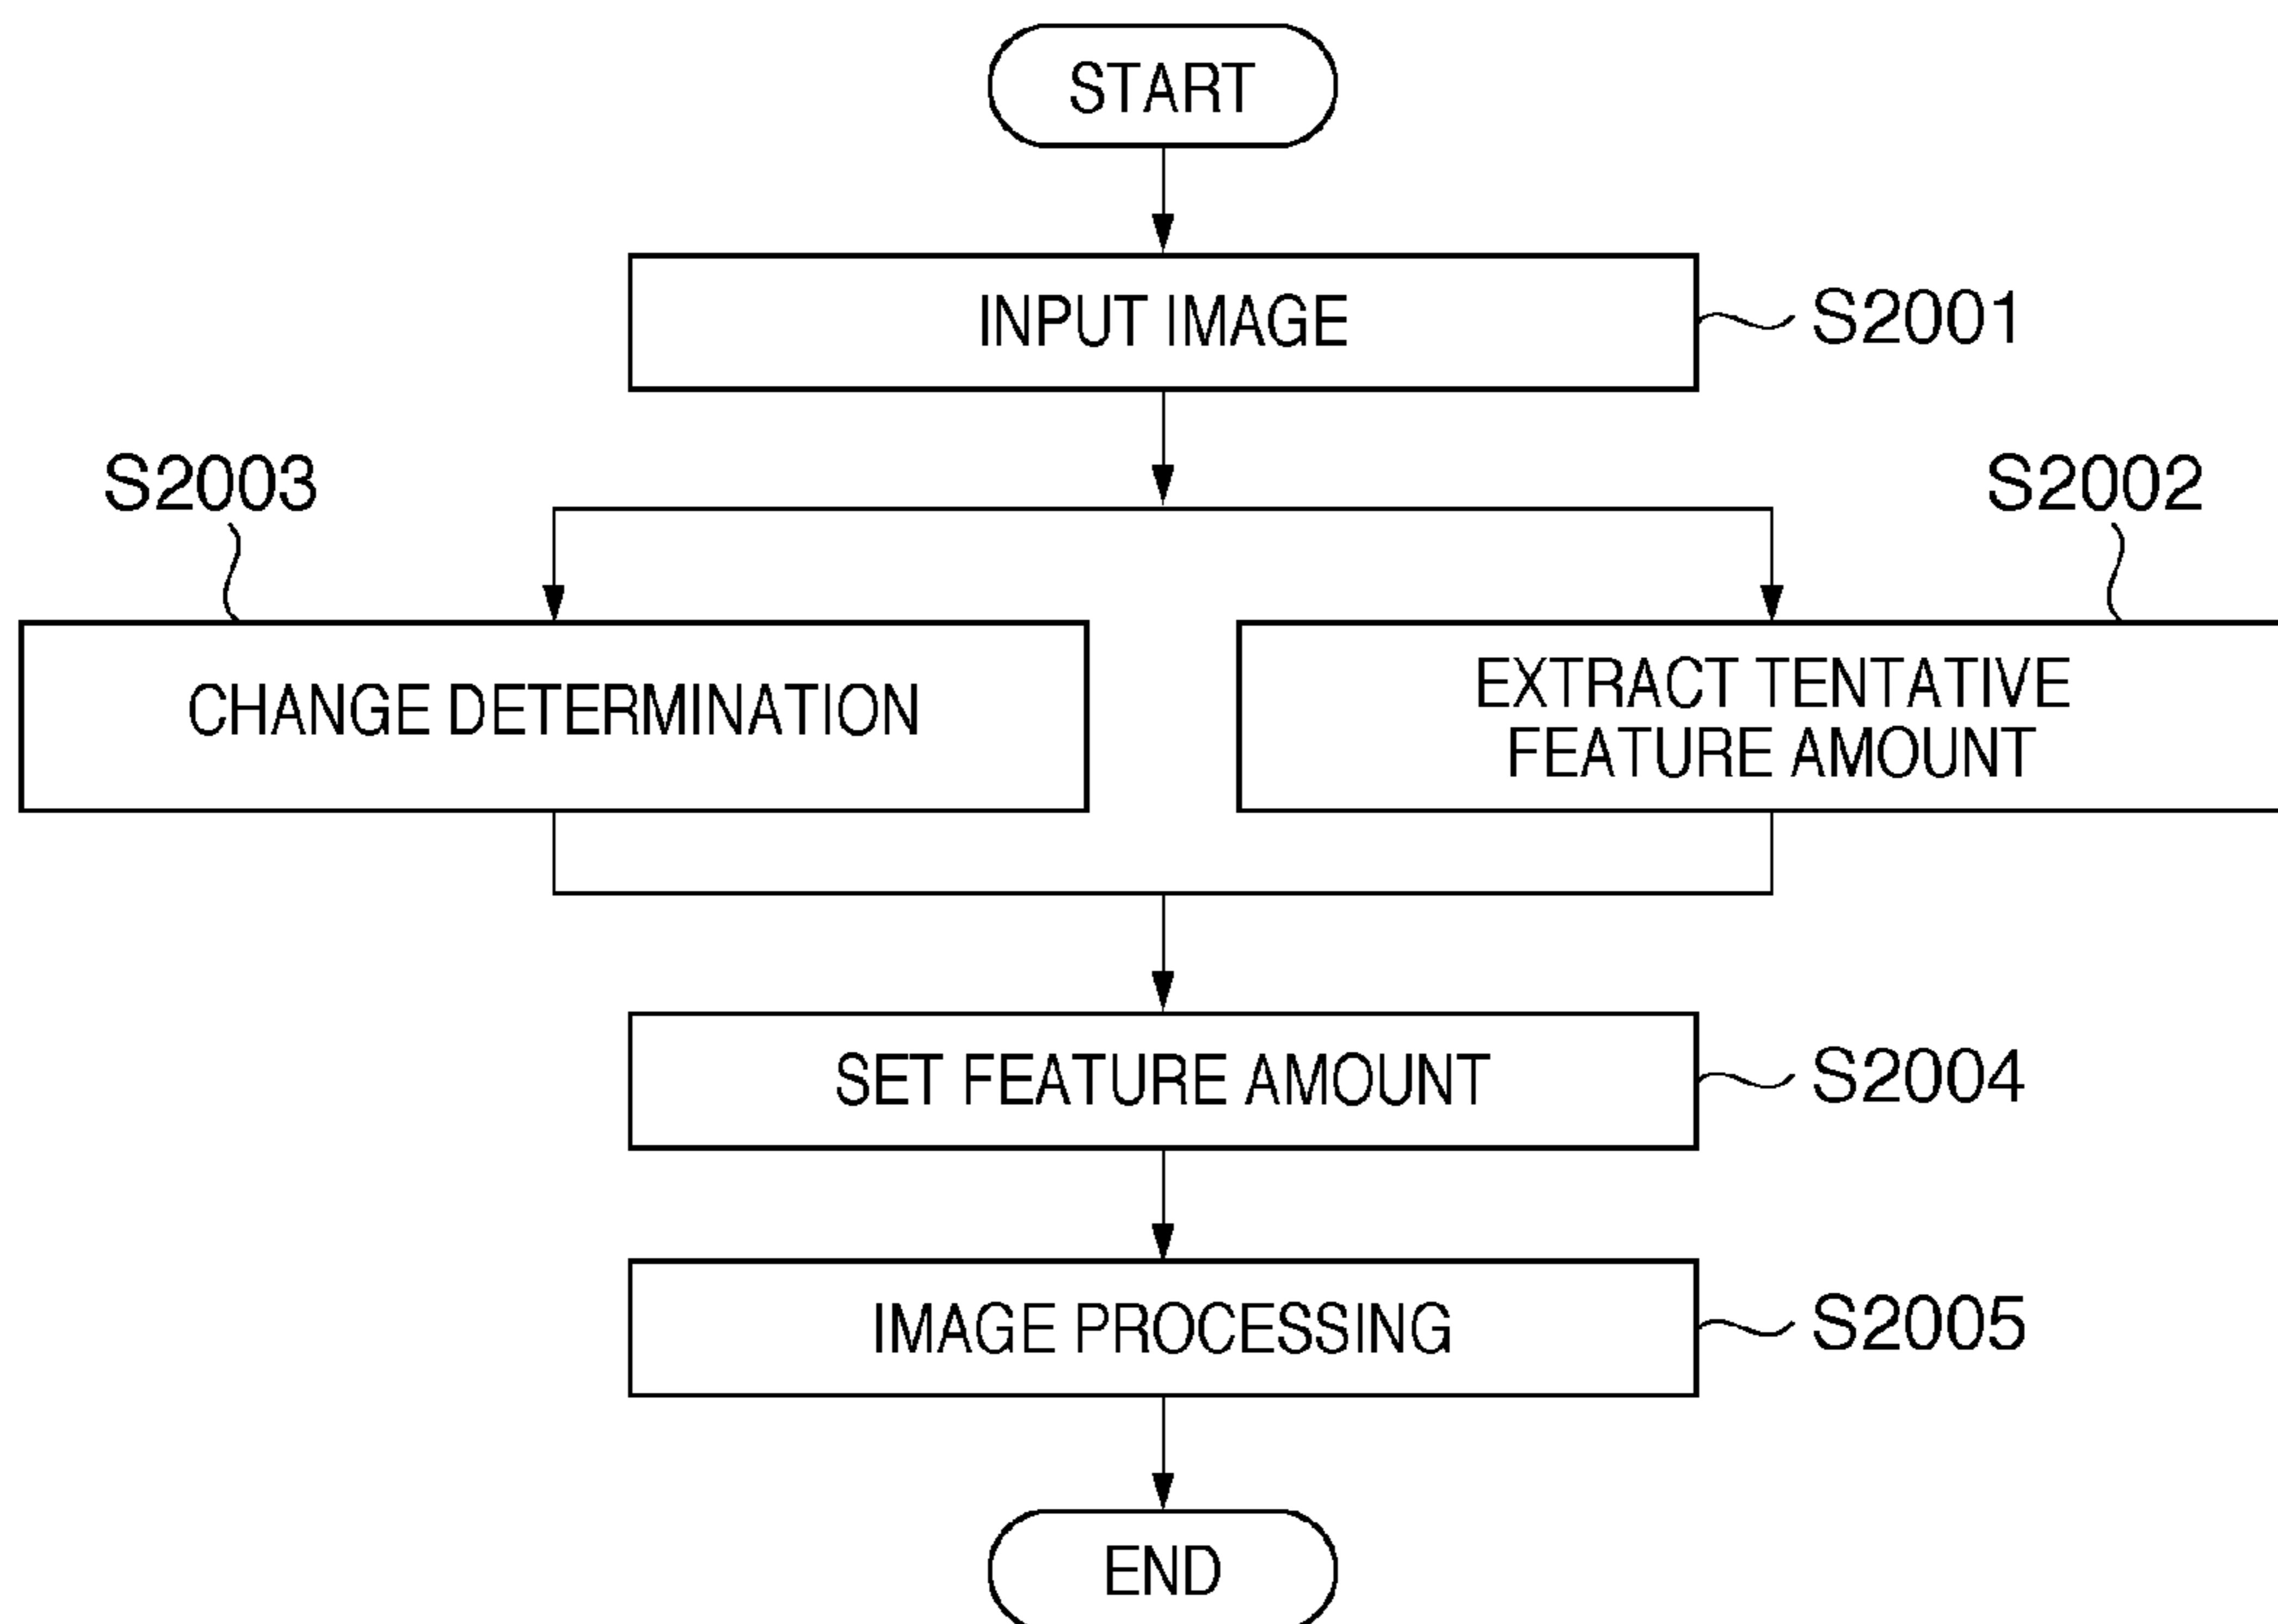 START
INPUT IMAGE
S2001
S2003
S2002
CHANGE DETERMINATION
EXTRACT TENTATIVE
FEATURE AMOUNT
SET FEATURE AMOUNT
S2004
IMAGE PROCESSING
S2005
END